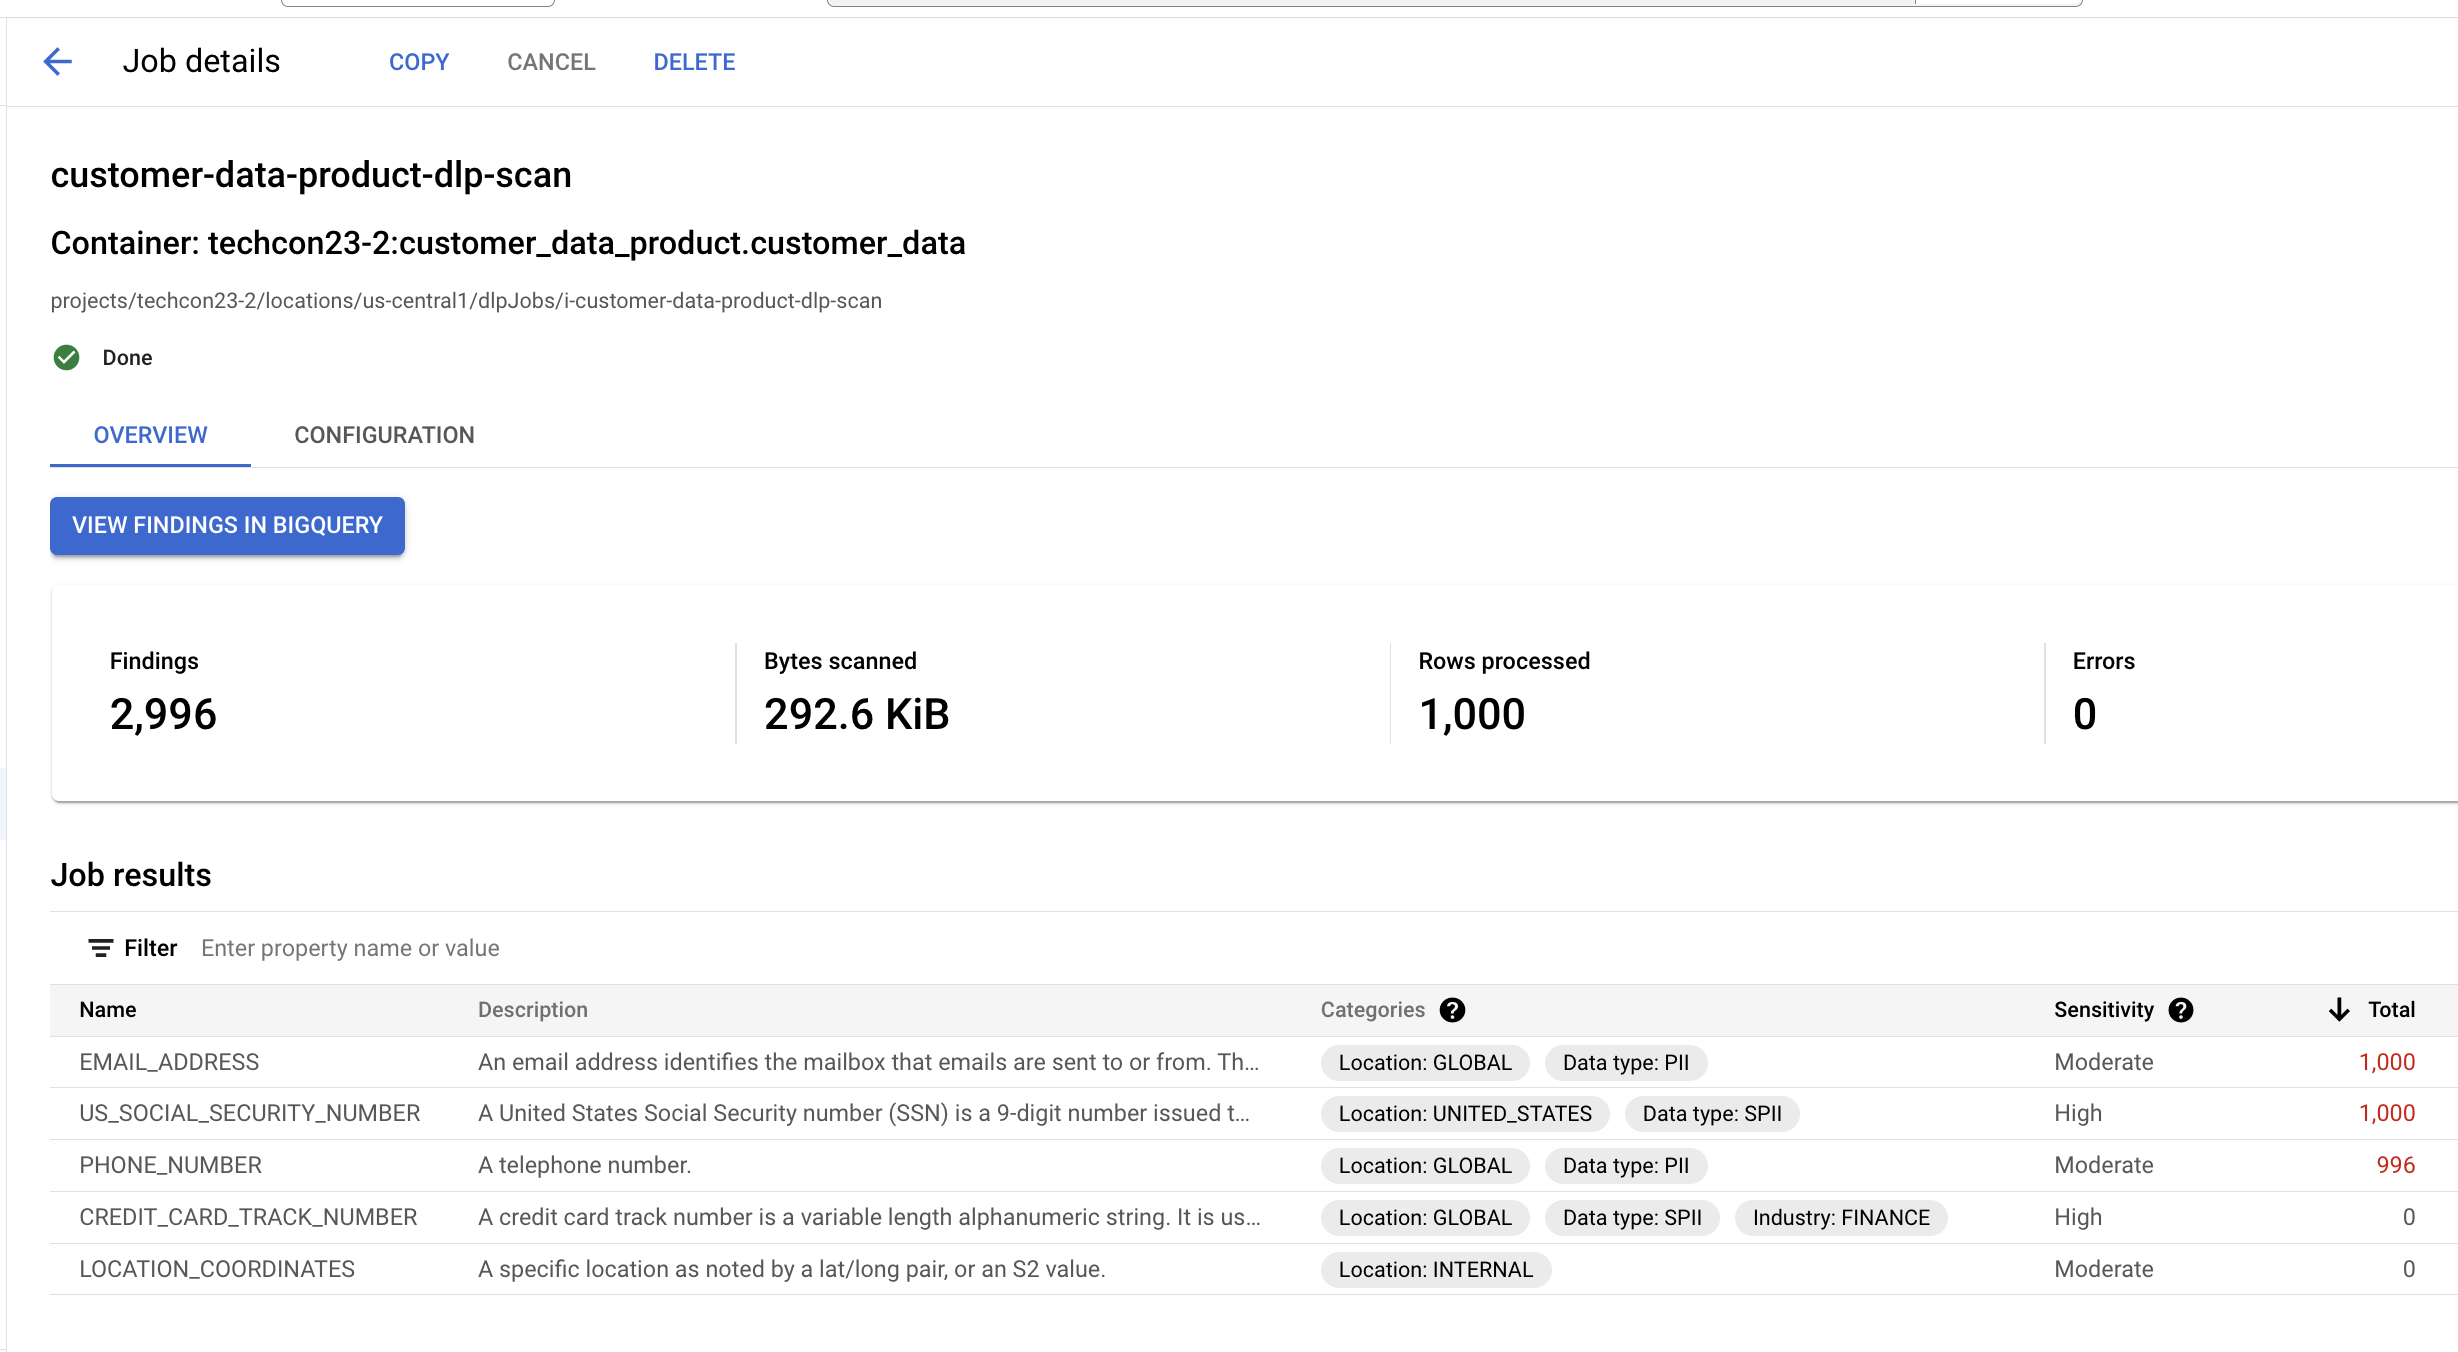 Job details COPY CANCEL DELETE
customer-data-product-dlp-scan
Container: techcon23-2:customer_data_product.customer_data
projects/techcon23-2/locations/us-central1/dlpJobs/i-customer-data-product-dlp-scan
Done
OVERVIEW CONFIGURATION
VIEW FINDINGS IN BIGQUERY
Findings Bytes scanned Rows processed Errors
2,996 292.6 KiB 1,000 0
Job results
Filter Enter property name or value
Name Description Categories Sensitivity Total
EMAIL_ADDRESS An email address identifies the mailbox that emails are sent to or from. Th... Location: GLOBAL Data type: PII Moderate 1,000
US_SOCIAL_SECURITY_NUMBER A United States Social Security number (SSN) is a 9-digit number issued t... Location: UNITED_STATES Data type: SPII High 1,000
PHONE_NUMBER A telephone number. Location: GLOBAL Data type: PII Moderate 996
CREDIT_CARD_TRACK_NUMBER A credit card track number is a variable length alphanumeric string. It is us... Location: GLOBAL Data type: SPII Industry: FINANCE High 0
LOCATION_COORDINATES A specific location as noted by a lat/long pair, or an S2 value. Location: INTERNAL Moderate 0